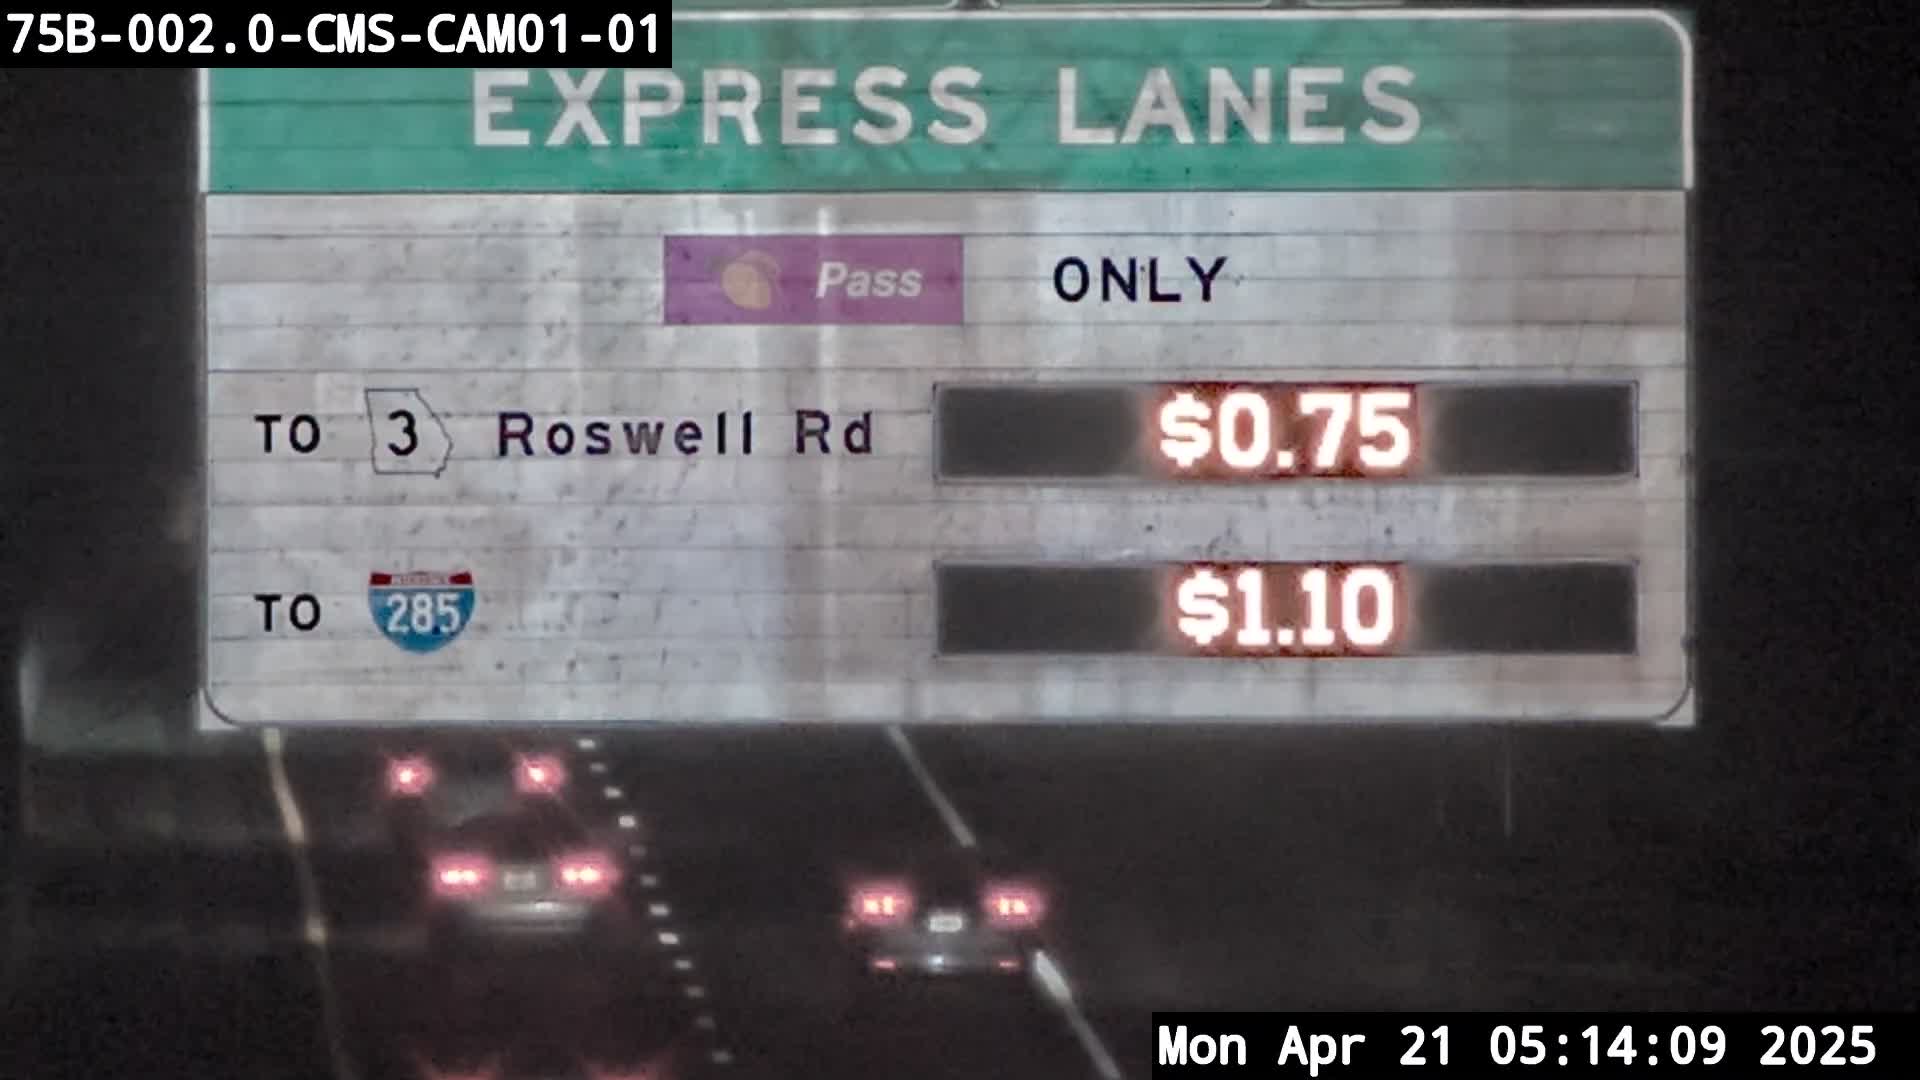 75B-002.0-CMS-CAM01-01
EXPRESS LANES
Pass ONLY
TO 3 Roswell Rd $0.75
TO 285 $1.10
Mon Apr 21 05:14:09 2025